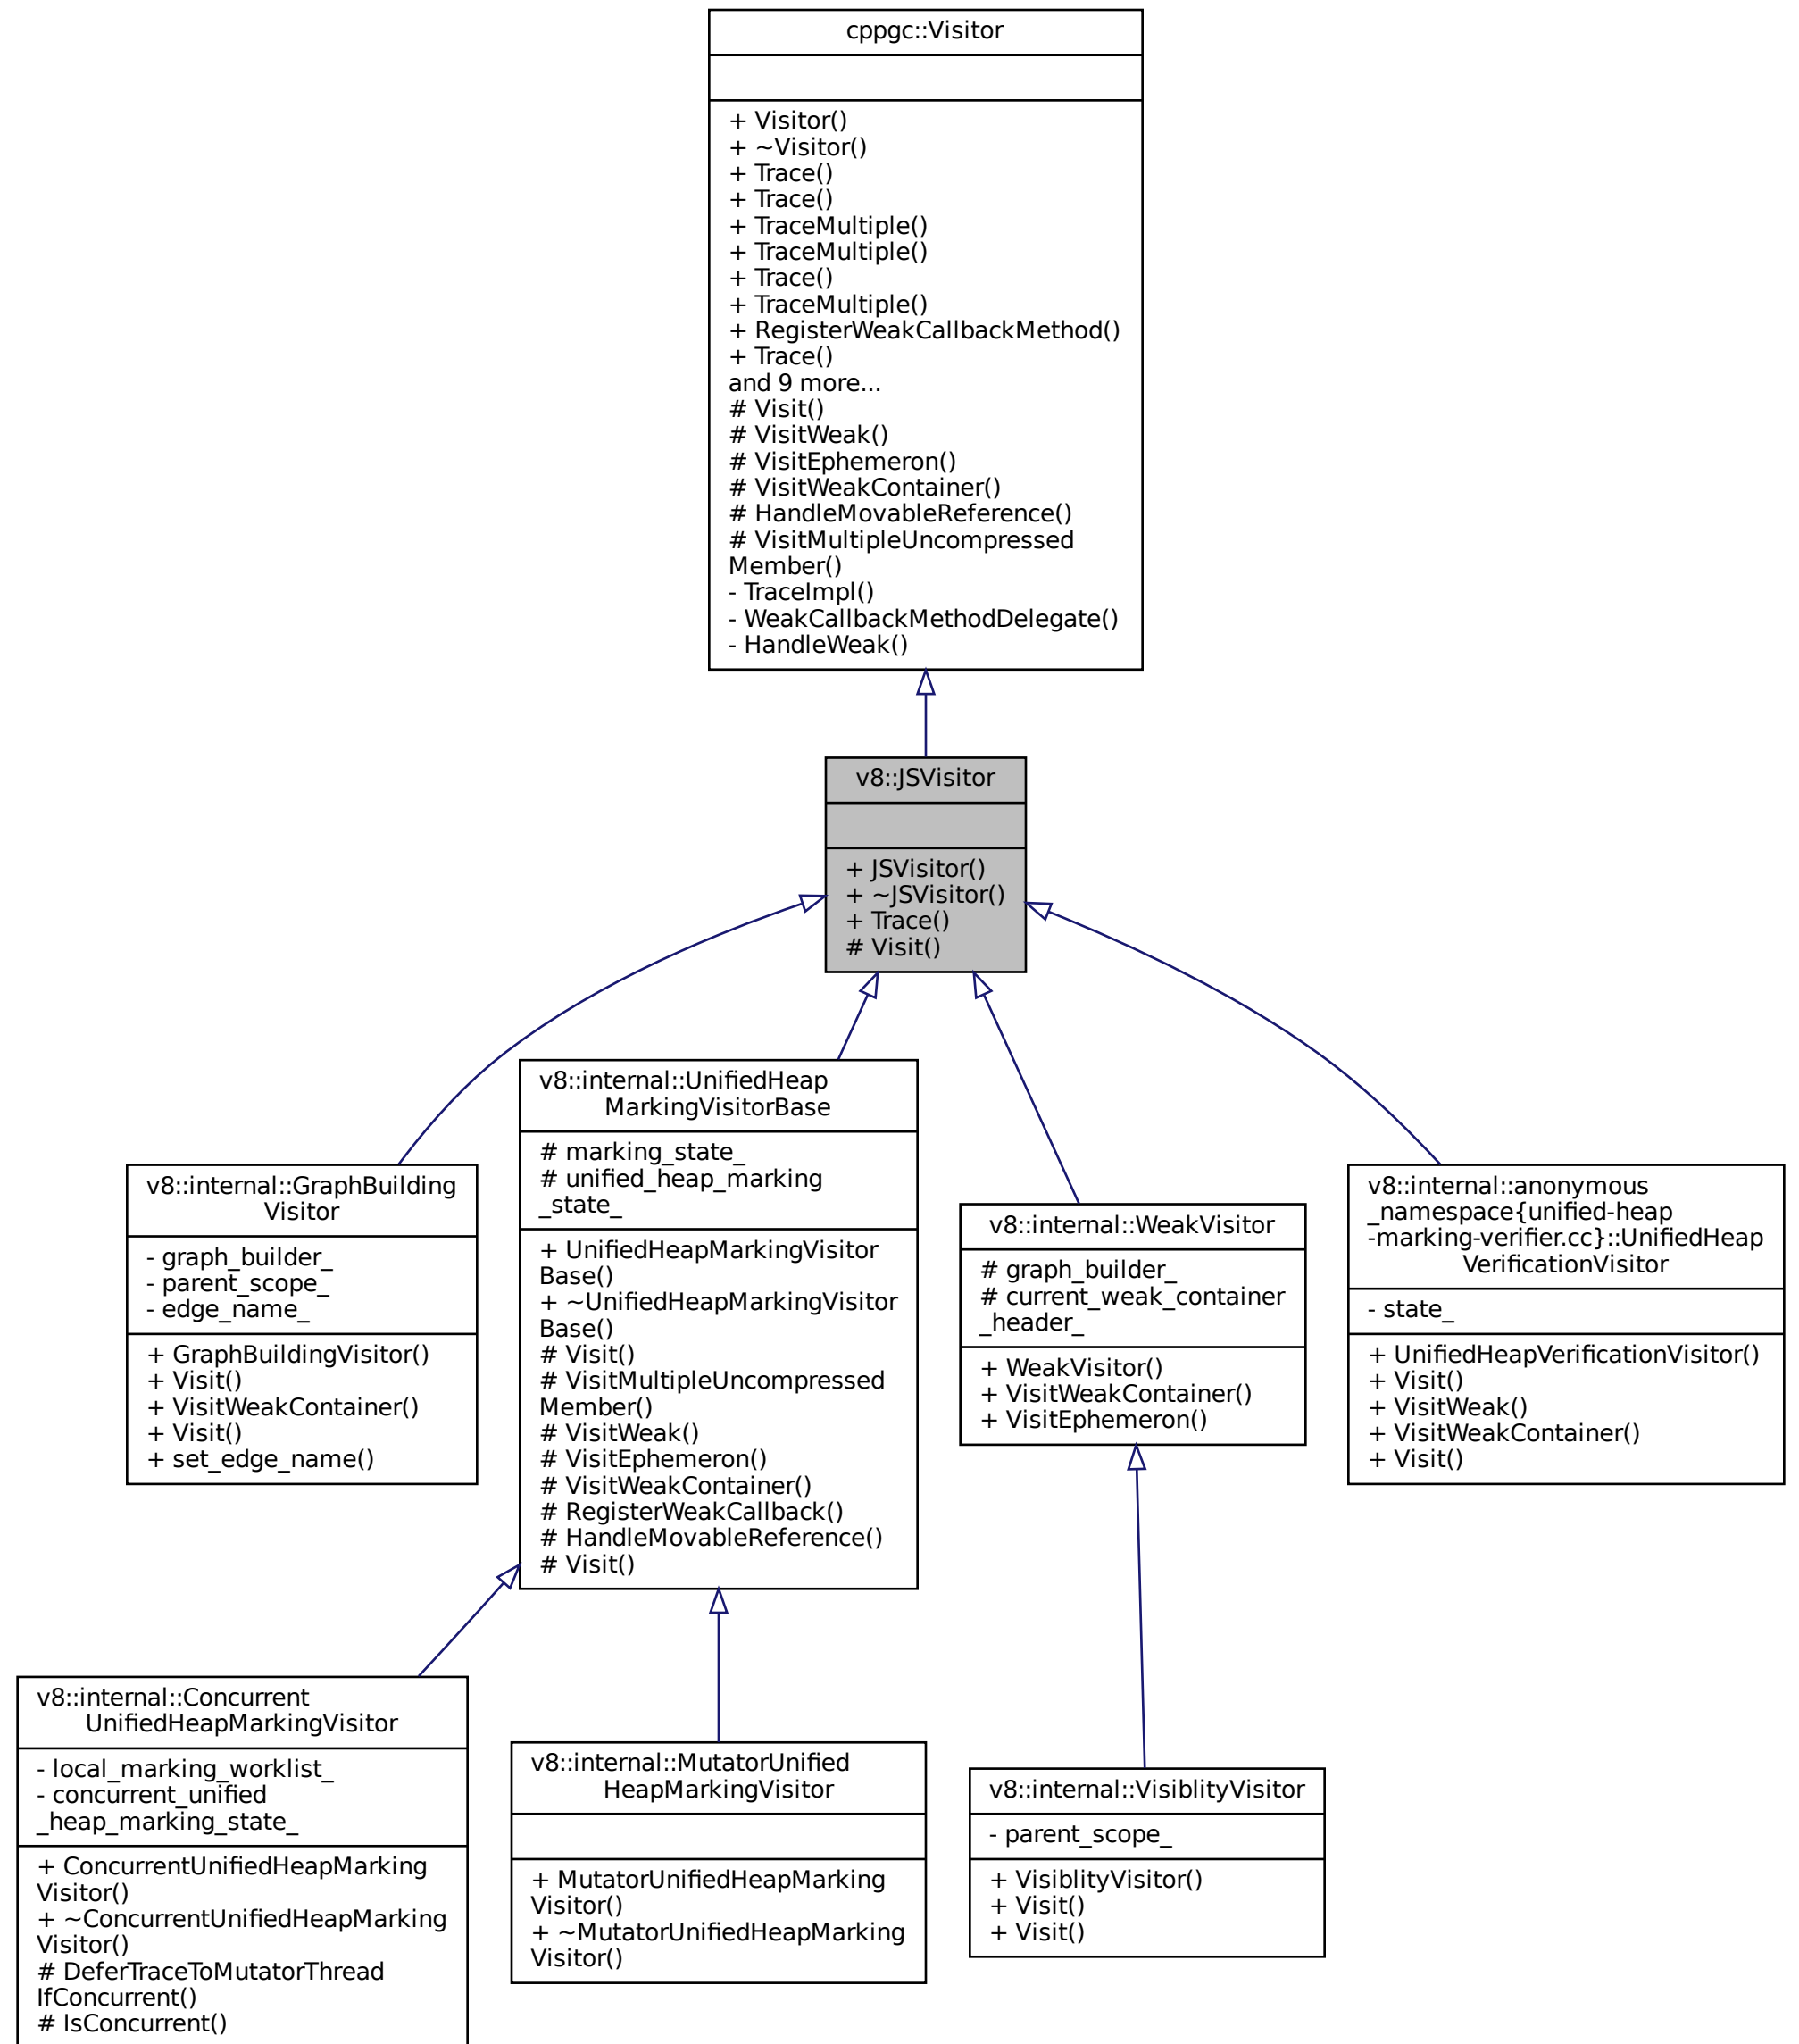 cppgc::Visitor
+ Visitor()
+ ~Visitor()
+ Trace()
+ Trace()
+ TraceMultiple()
+ TraceMultiple()
+ Trace()
+ TraceMultiple()
+ RegisterWeakCallbackMethod()
+ Trace()
and 9 more...
# Visit()
# VisitWeak()
# VisitEphemeron()
# VisitWeakContainer()
# HandleMovableReference()
# VisitMultipleUncompressed
Member()
- TraceImpl()
- WeakCallbackMethodDelegate()
- HandleWeak()
v8::JSVisitor
+ JSVisitor()
+ ~JSVisitor()
+ Trace()
# Visit()
v8::internal::GraphBuilding
Visitor
- graph_builder_
- parent_scope_
- edge_name_
+ GraphBuildingVisitor()
+ Visit()
+ VisitWeakContainer()
+ Visit()
+ set_edge_name()
v8::internal::UnifiedHeap
MarkingVisitorBase
# marking_state_
# unified_heap_marking
_state_
+ UnifiedHeapMarkingVisitor
Base()
+ ~UnifiedHeapMarkingVisitor
Base()
# Visit()
# VisitMultipleUncompressed
Member()
# VisitWeak()
# VisitEphemeron()
# VisitWeakContainer()
# RegisterWeakCallback()
# HandleMovableReference()
# Visit()
v8::internal::WeakVisitor
# graph_builder_
# current_weak_container
_header_
+ WeakVisitor()
+ VisitWeakContainer()
+ VisitEphemeron()
v8::internal::anonymous
_namespace{unified-heap
-marking-verifier.cc}::UnifiedHeap
VerificationVisitor
- state_
+ UnifiedHeapVerificationVisitor()
+ Visit()
+ VisitWeak()
+ VisitWeakContainer()
+ Visit()
v8::internal::Concurrent
UnifiedHeapMarkingVisitor
- local_marking_worklist_
- concurrent_unified
_heap_marking_state_
+ ConcurrentUnifiedHeapMarking
Visitor()
+ ~ConcurrentUnifiedHeapMarking
Visitor()
# DeferTraceToMutatorThread
IfConcurrent()
# IsConcurrent()
v8::internal::MutatorUnified
HeapMarkingVisitor
+ MutatorUnifiedHeapMarking
Visitor()
+ ~MutatorUnifiedHeapMarking
Visitor()
v8::internal::VisiblityVisitor
- parent_scope_
+ VisiblityVisitor()
+ Visit()
+ Visit()